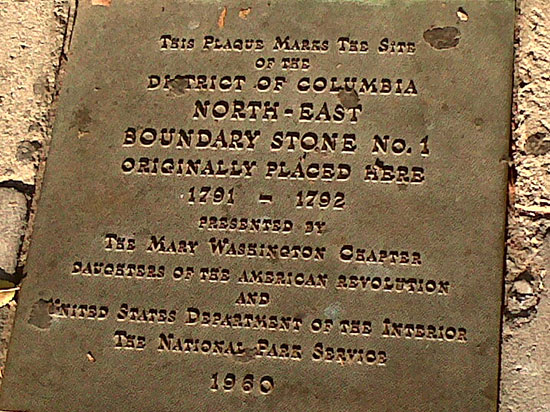 THIS PLAQUE MARKS THE SITE
OF THE
DISTRICT OF COLUMBIA
NORTH-EAST
BOUNDARY STONE NO. 1
ORIGINALLY PLACED HERE
1791 - 1792
PRESENTED BY
THE MARY WASHINGTON CHAPTER
DAUGHTERS OF THE AMERICAN REVOLUTION
AND
UNITED STATES DEPARTMENT OF THE INTERIOR
THE NATIONAL PARK SERVICE
1960